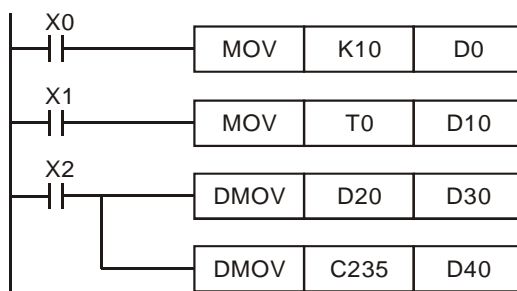 X0
MOV K10 D0
X1
MOV T0 D10
X2
DMOV D20 D30
DMOV C235 D40